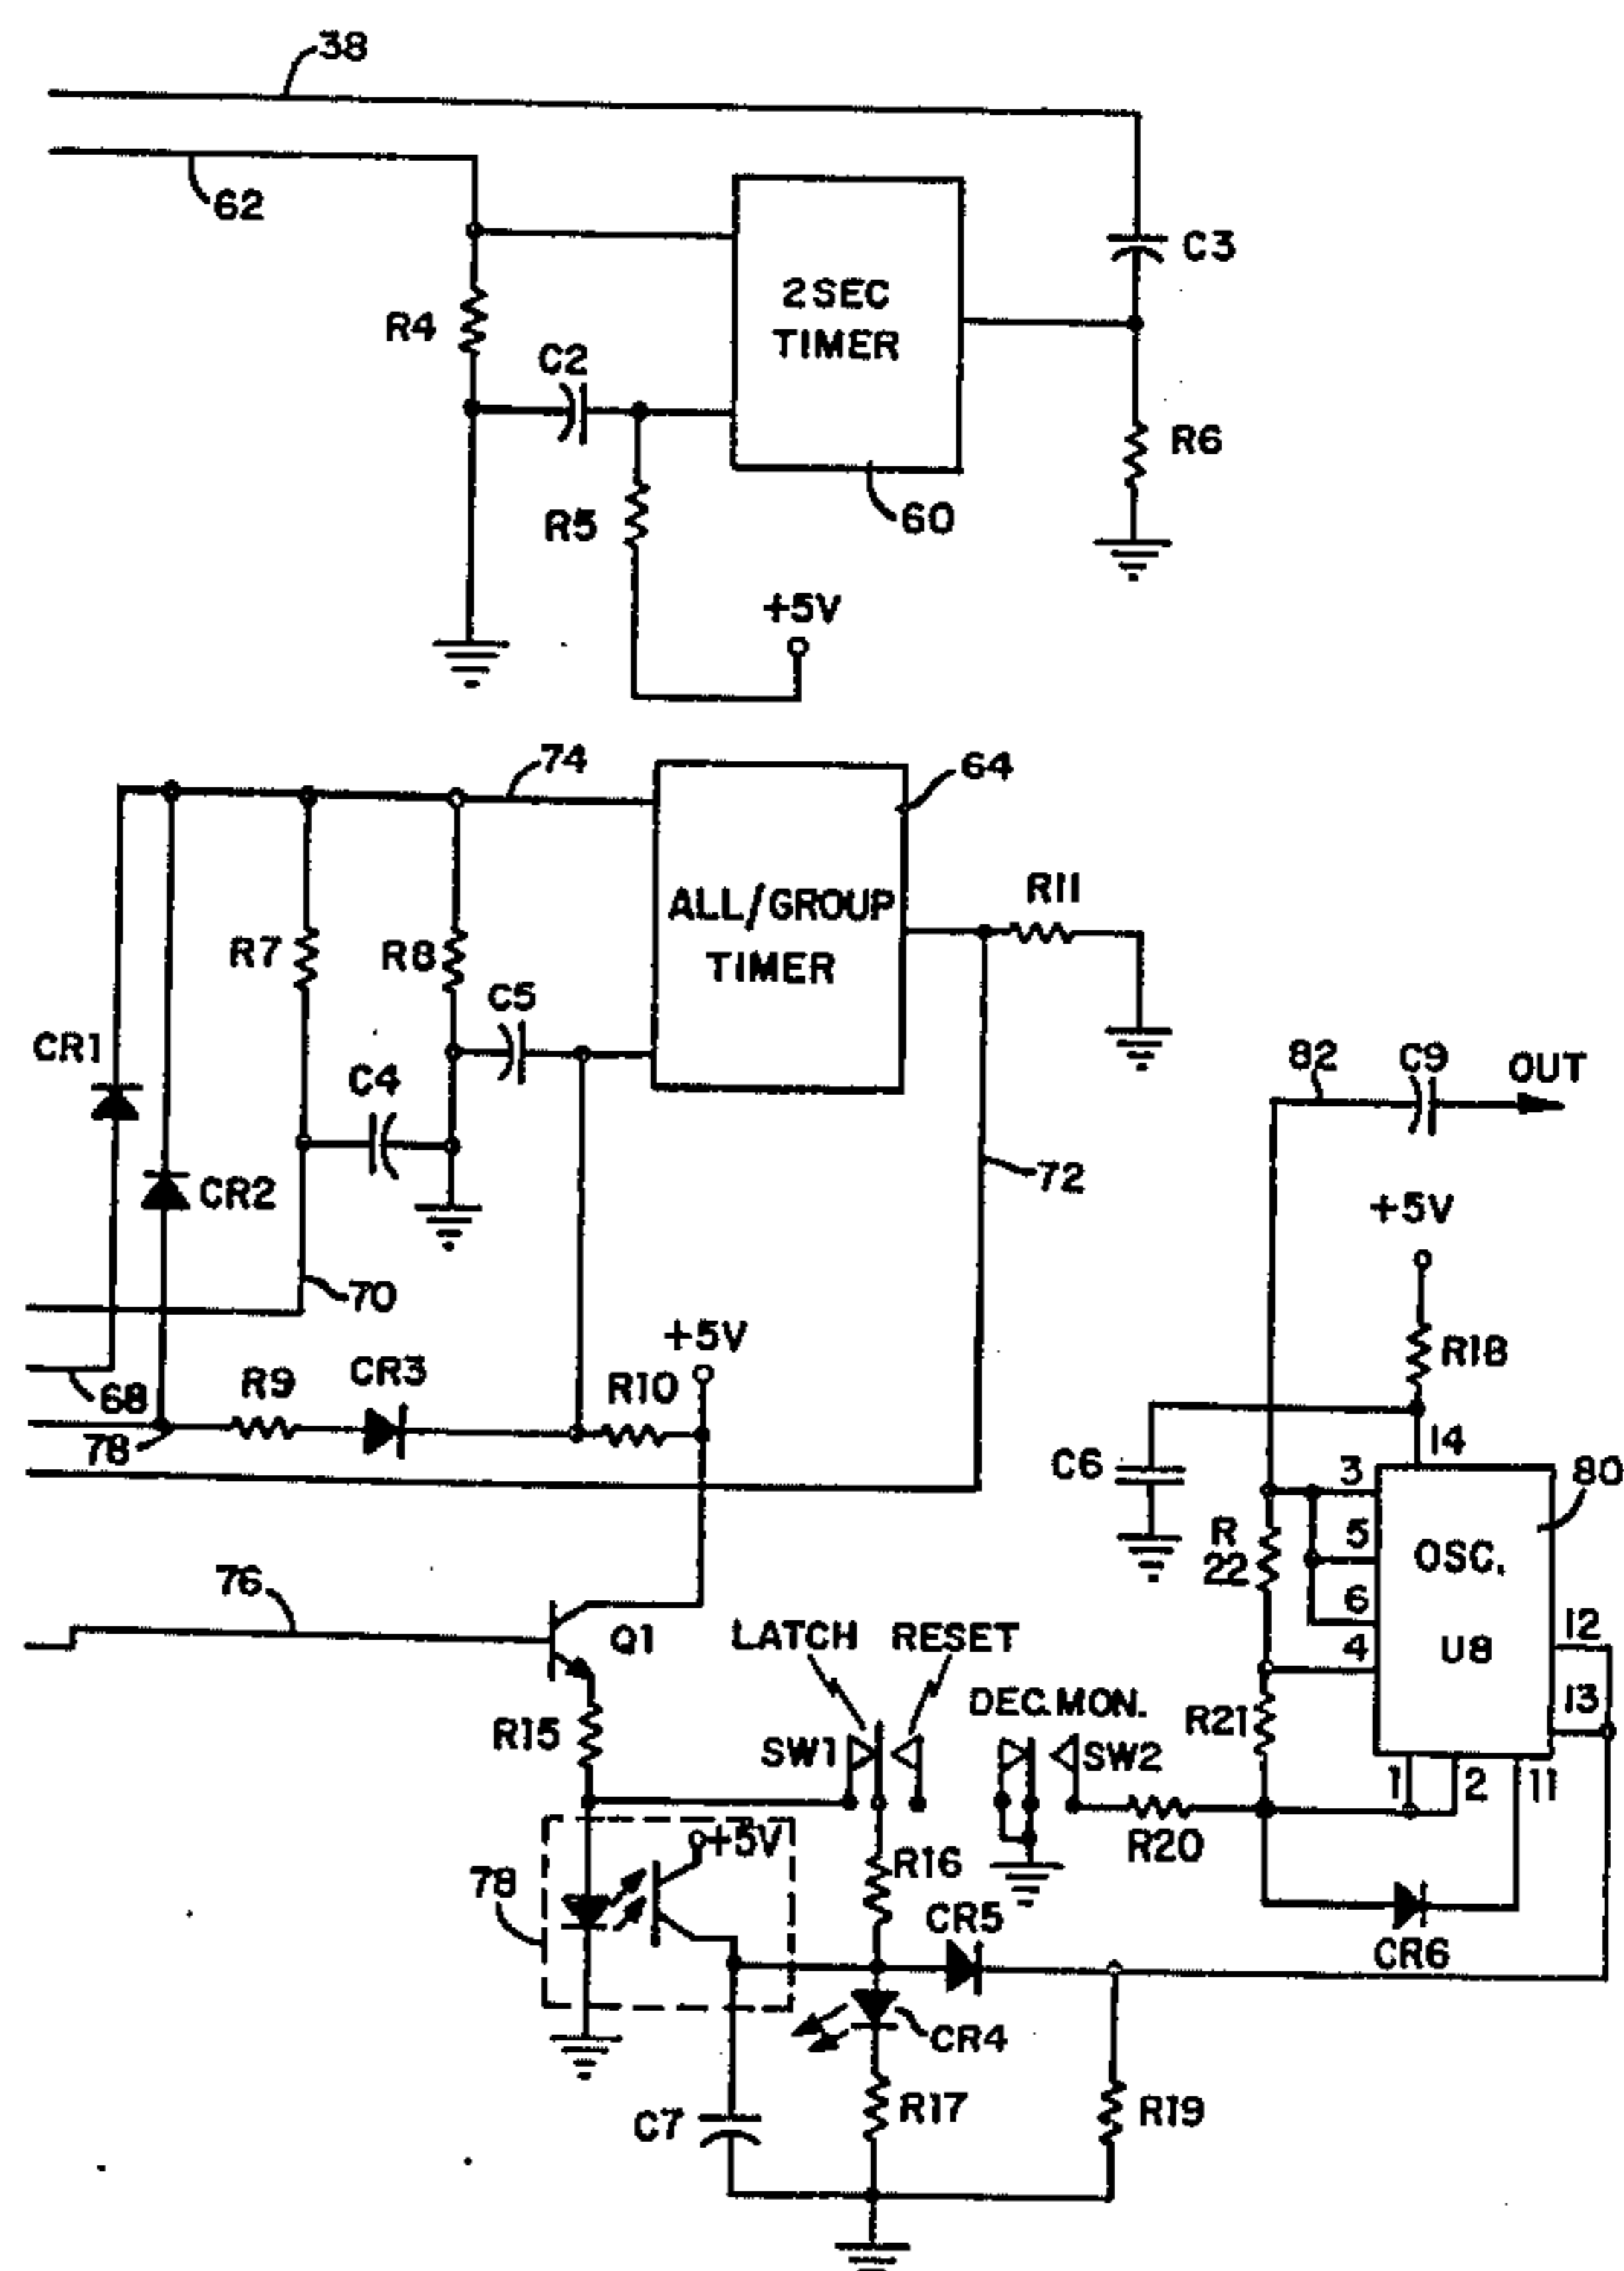 38
62
2 SEC
TIMER
C3
R4
C2
R6
R5
60
+5V
74
64
ALL/GROUP
TIMER
R11
R7
R8
C5
CR1
C4
82
C9
OUT
CR2
72
+5V
70
+5V
R18
68
R9
CR3
R10
78
14
C6
3
80
R
22
5
OSC.
76
6
12
Q1
LATCH
RESET
4
U8
DEC.
MON.
13
R15
SW1
SW2
R21
1
2
11
+5V
R20
78
R16
CR5
CR6
CR4
C7
R17
R19